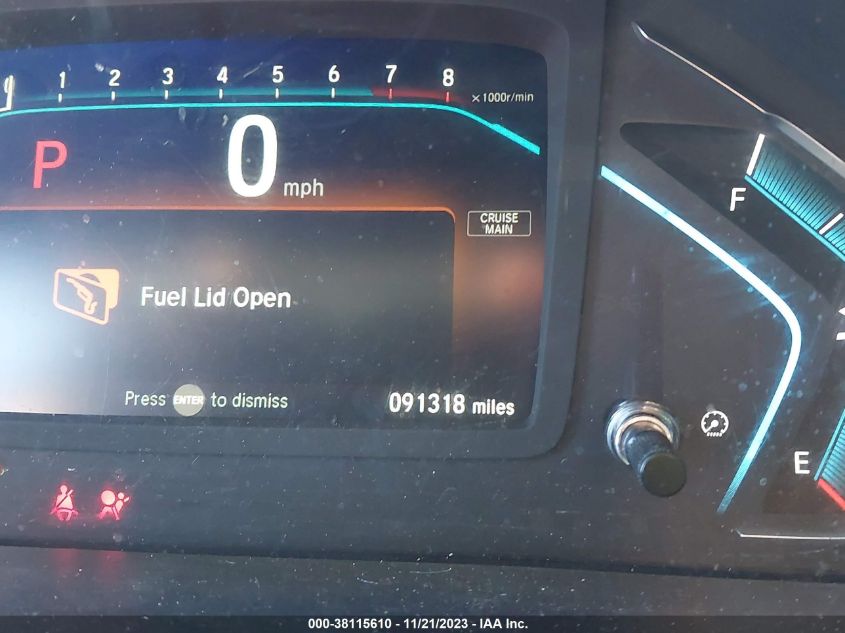 1 2 3 4 5 6 7 8
x1000r/min
P 0 mph
F
CRUISE
MAIN
Fuel Lid Open
Press ENTER to dismiss
091318 miles
E
000-38115610 - 11/21/2023 - IAA Inc.